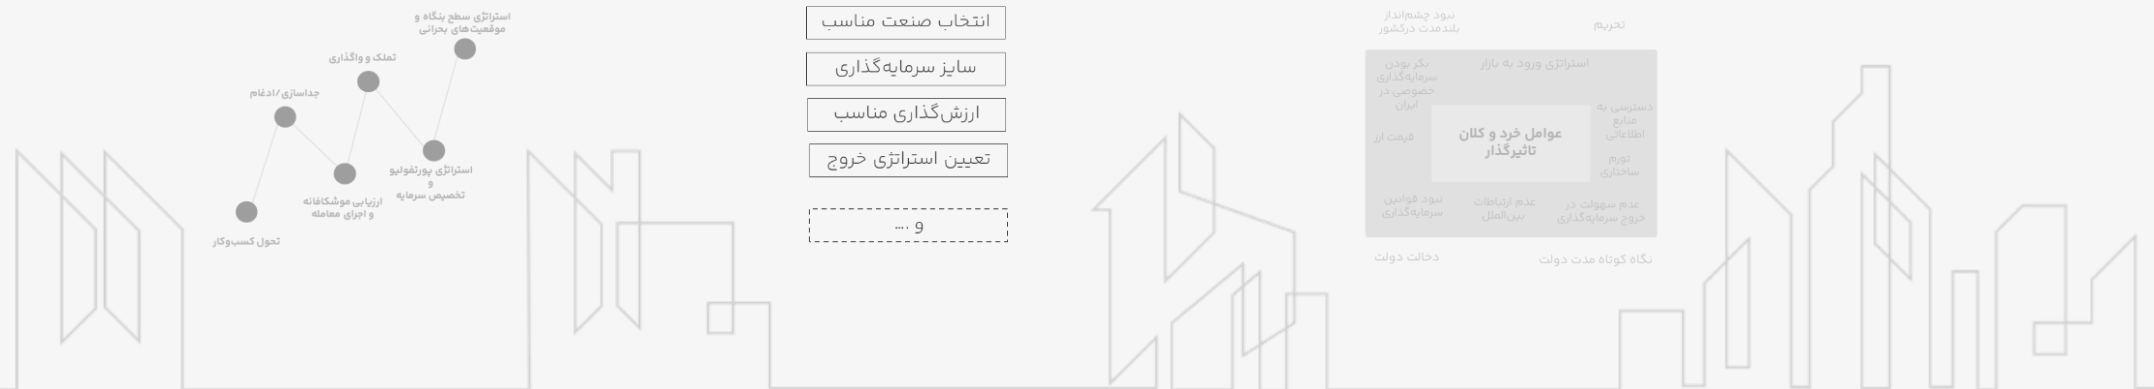 نبود چشم‌انداز
بلندمدت درکشور
تحریم
استراتژی ورود به بازار
بکر بودن
سرمایه‌گذاری
خصوصی در
ایران
دسترسی به
منابع
اطلاعاتی
عوامل خرد و کلان
تاثیرگذار
قیمت ارز
تورم
ساختاری
عدم سهولت در
خروج سرمایه‌گذاری
عدم ارتباطات
بین‌الملل
نبود قوانین
سرمایه‌گذاری
نگاه کوتاه مدت دولت
دخالت دولت
انتخاب صنعت مناسب
سایز سرمایه‌گذاری
ارزش‌گذاری مناسب
تعیین استراتژی خروج
و ....
استراتژی سطح بنگاه و
موقعیت‌های بحرانی
تملک و واگذاری
جداسازی/ادغام
استراتژی پورتفولیو
و
تخصیص سرمایه
ارزیابی موشکافانه
و اجرای معامله
تحول کسب‌وکار